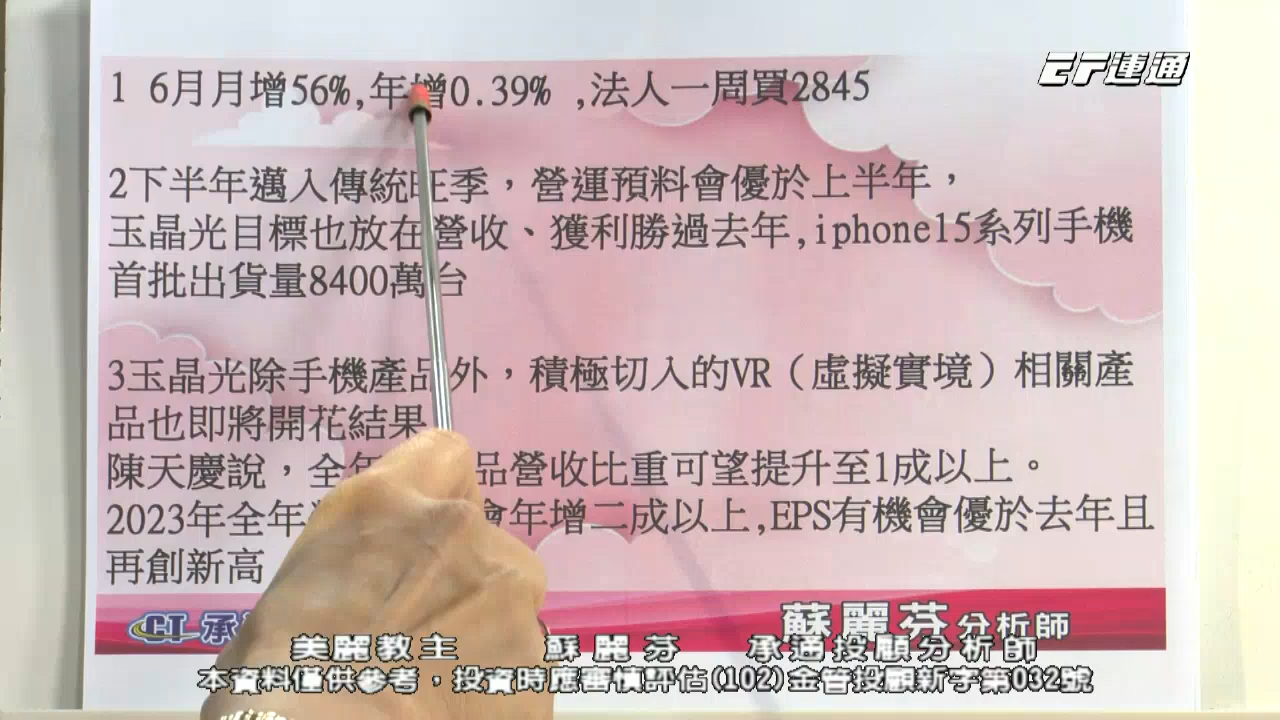 EF運通
1 6月月增56%,年增0.39% ,法人一周買2845
2下半年邁入傳統旺季，營運預料會優於上半年，
玉晶光目標也放在營收、獲利勝過去年,iphone15系列手機
首批出貨量8400萬台
3玉晶光除手機產品外，積極切入的VR（虛擬實境）相關產
品也即將開花結果
陳天慶說，全年 品營收比重可望提升至1成以上。
2023年全年 會年增二成以上,EPS有機會優於去年且
再創新高
CT 承
蘇麗芬分析師
美麗教主 蘇麗芬 承通投顧分析師
本資料僅供參考，投資時應審慎評估(102)金管投顧新字第032號